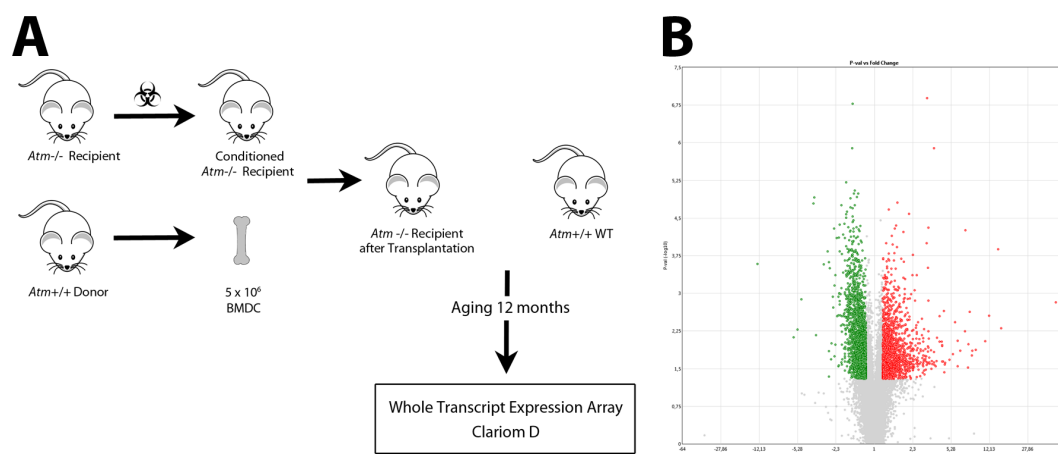 A
Atm-/- Recipient
Conditioned
Atm-/- Recipient
Atm+/+ Donor
5 x 10⁶
BMDC
Atm -/- Recipient
after Transplantation
Atm+/+ WT
Aging 12 months
Whole Transcript Expression Array
Clariom D
B
P-val vs Fold Change
P-val (-log10)
7,5
6,75
6
5,25
4,5
3,75
3
2,25
1,5
0,75
0
-64
-27,86
-12,13
-5,28
-2,3
1
2,3
5,28
12,13
27,86